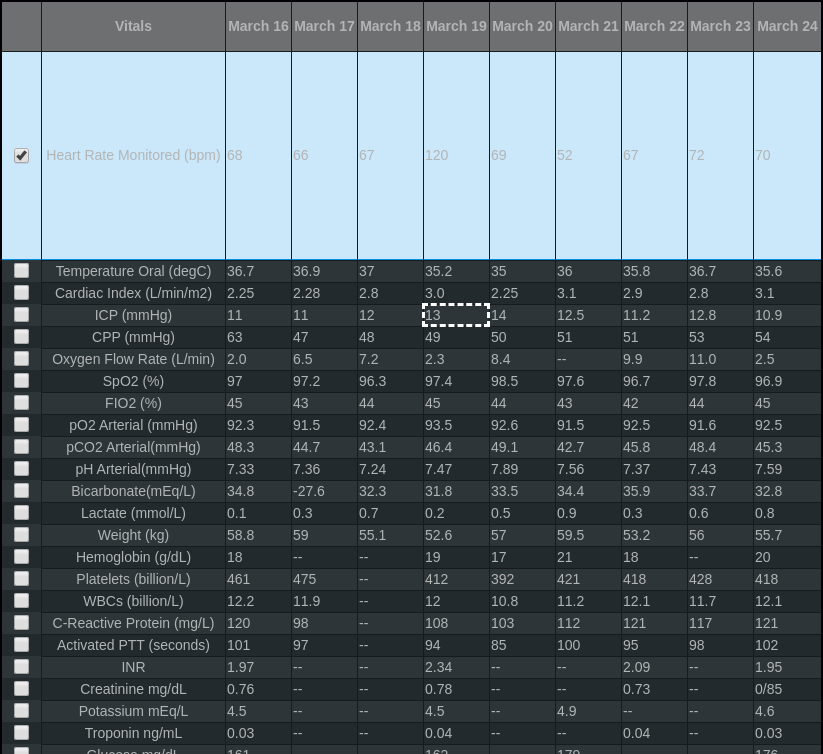 Vitals March 16 March 17 March 18 March 19 March 20 March 21 March 22 March 23 March 24
Heart Rate Monitored (bpm) 68 66 67 120 69 52 67 72 70
Temperature Oral (degC) 36.7 36.9 37 35.2 35 36 35.8 36.7 35.6
Cardiac Index (L/min/m2) 2.25 2.28 2.8 3.0 2.25 3.1 2.9 2.8 3.1
ICP (mmHg) 11 11 12 13 14 12.5 11.2 12.8 10.9
CPP (mmHg) 63 47 48 49 50 51 51 53 54
Oxygen Flow Rate (L/min) 2.0 6.5 7.2 2.3 8.4 -- 9.9 11.0 2.5
SpO2 (%) 97 97.2 96.3 97.4 98.5 97.6 96.7 97.8 96.9
FIO2 (%) 45 43 44 45 44 43 42 44 45
pO2 Arterial (mmHg) 92.3 91.5 92.4 93.5 92.6 91.5 92.5 91.6 92.5
pCO2 Arterial(mmHg) 48.3 44.7 43.1 46.4 49.1 42.7 45.8 48.4 45.3
pH Arterial(mmHg) 7.33 7.36 7.24 7.47 7.89 7.56 7.37 7.43 7.59
Bicarbonate(mEq/L) 34.8 -27.6 32.3 31.8 33.5 34.4 35.9 33.7 32.8
Lactate (mmol/L) 0.1 0.3 0.7 0.2 0.5 0.9 0.3 0.6 0.8
Weight (kg) 58.8 59 55.1 52.6 57 59.5 53.2 56 55.7
Hemoglobin (g/dL) 18 -- -- 19 17 21 18 -- 20
Platelets (billion/L) 461 475 -- 412 392 421 418 428 418
WBCs (billion/L) 12.2 11.9 -- 12 10.8 11.2 12.1 11.7 12.1
C-Reactive Protein (mg/L) 120 98 -- 108 103 112 121 117 121
Activated PTT (seconds) 101 97 -- 94 85 100 95 98 102
INR 1.97 -- -- 2.34 -- -- 2.09 -- 1.95
Creatinine mg/dL 0.76 -- -- 0.78 -- -- 0.73 -- 0/85
Potassium mEq/L 4.5 -- -- 4.5 -- 4.9 -- -- 4.6
Troponin ng/mL 0.03 -- -- 0.04 -- -- 0.04 -- 0.03
Glucose mg/dL 161 162 170 176